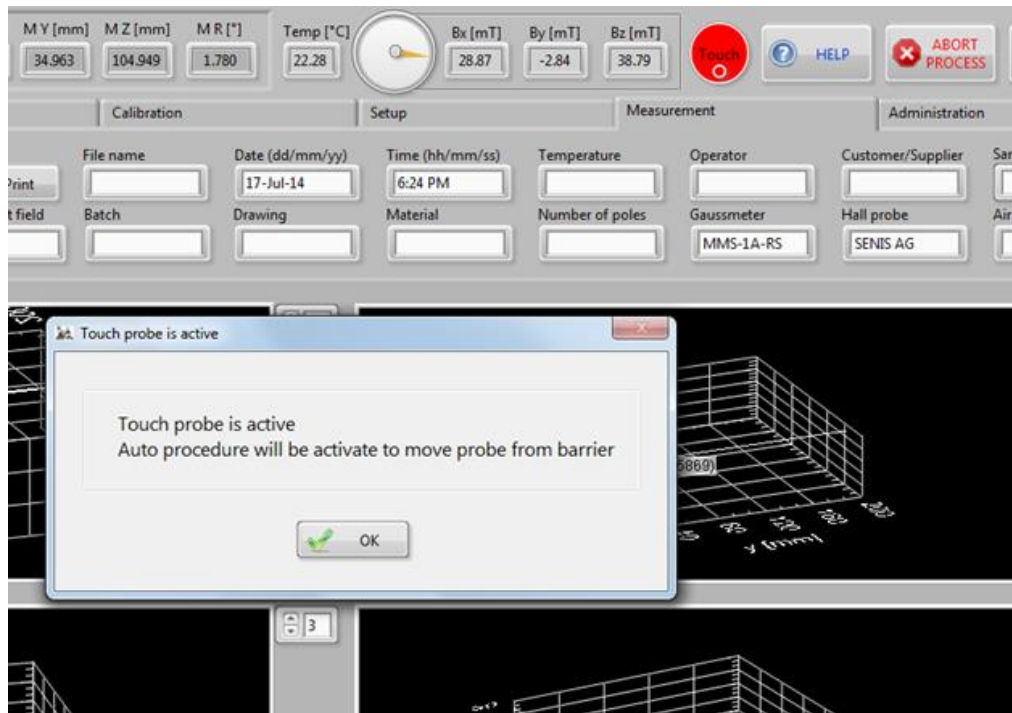 M Y [mm] M Z [mm] M R [°] Temp [°C] Bx [mT] By [mT] Bz [mT]
34.963 104.949 1.780 22.28 28.87 -2.84 38.79
Touch
HELP
ABORT
PROCESS
Calibration Setup Measurement Administration
File name Date (dd/mm/yy) Time (hh/mm/ss) Temperature Operator Customer/Supplier
Print 17-Jul-14 6:24 PM
t field Batch Drawing Material Number of poles Gaussmeter Hall probe
MMS-1A-RS SENIS AG
Touch probe is active
Touch probe is active
Auto procedure will be activate to move probe from barrier
OK
5869)
200
y [mm]
3